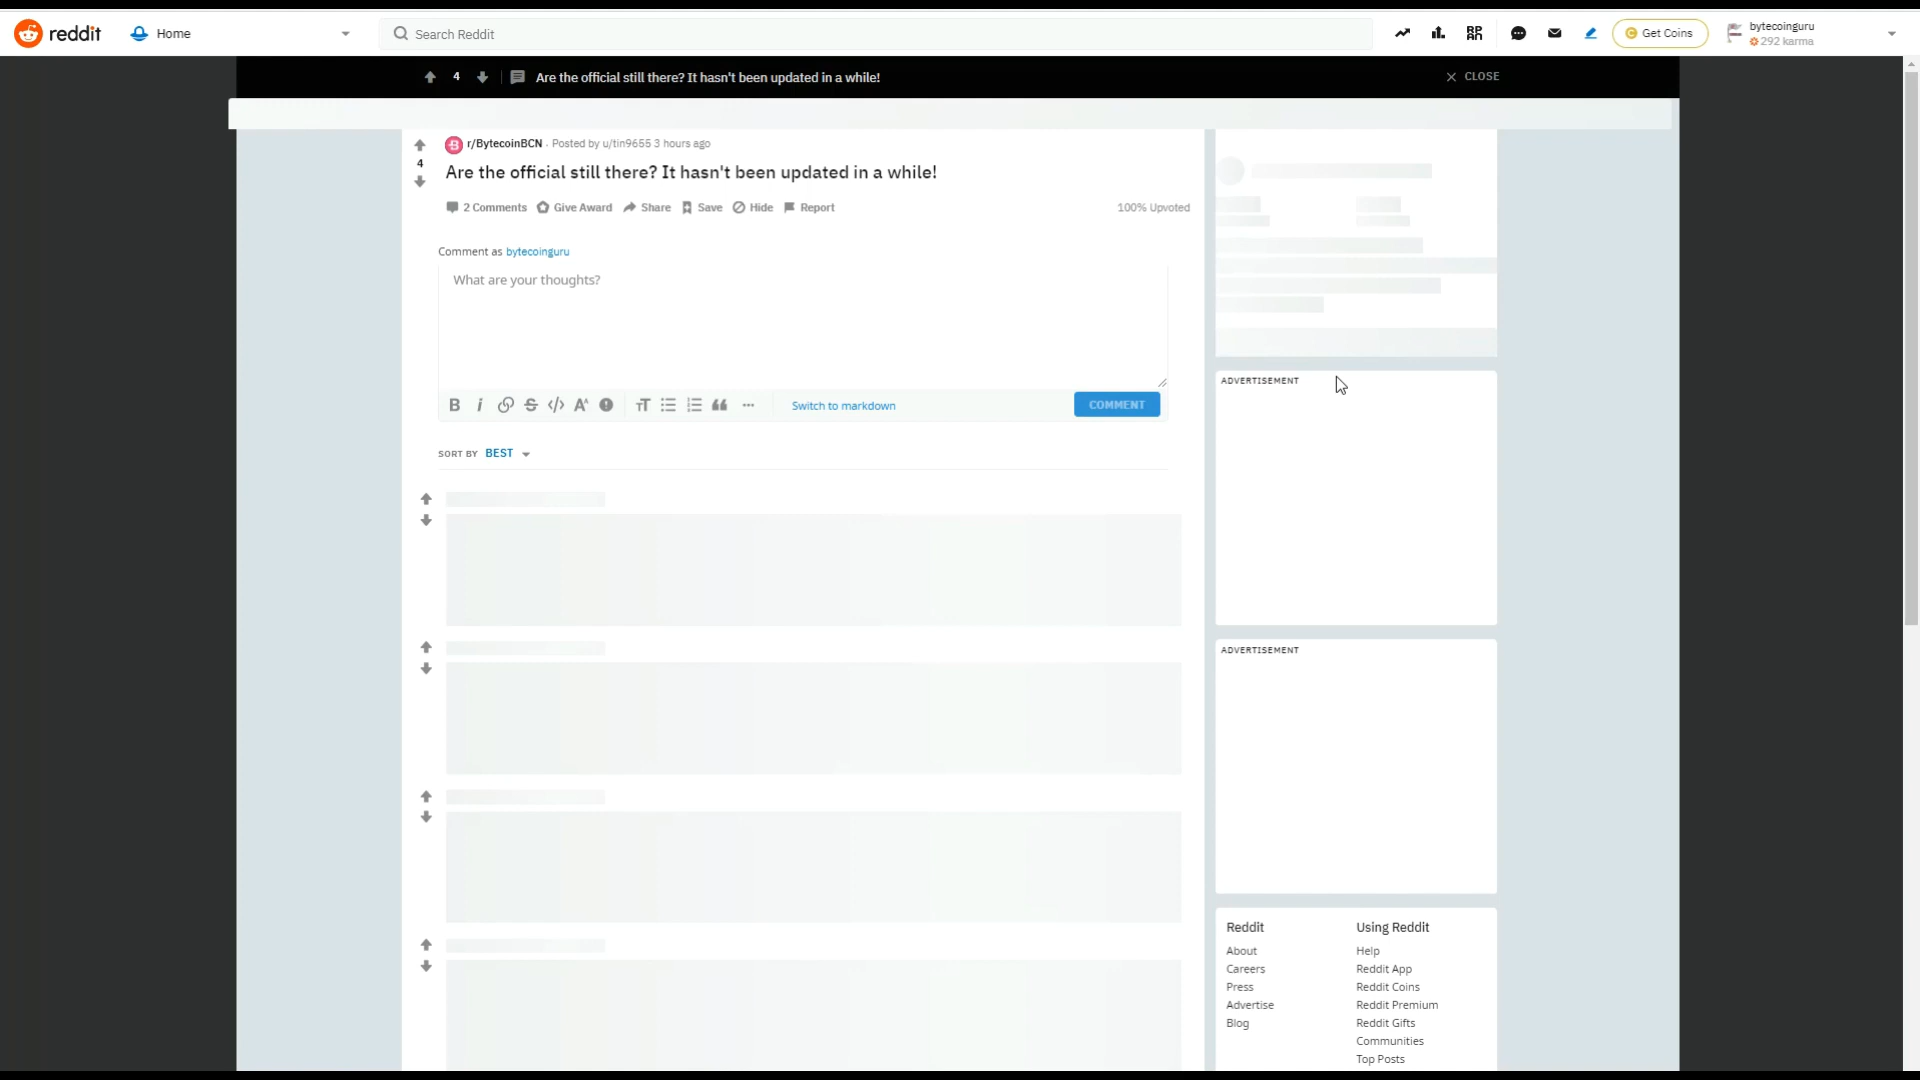 reddit Home Search Reddit Get Coins bytecoinguru
292 karma
4 Are the official still there? It hasn't been updated in a while! CLOSE
r/BytecoinBCN . Posted by u/tin9655 3 hours ago
4
Are the official still there? It hasn't been updated in a while!
2 Comments Give Award Share Save Hide Report 100% Upvoted
Comment as bytecoinguru
What are your thoughts?
B i Switch to markdown COMMENT
SORT BY BEST
ADVERTISEMENT
ADVERTISEMENT
Reddit Using Reddit
About Help
Careers Reddit App
Press Reddit Coins
Advertise Reddit Premium
Blog Reddit Gifts
Communities
Top Posts